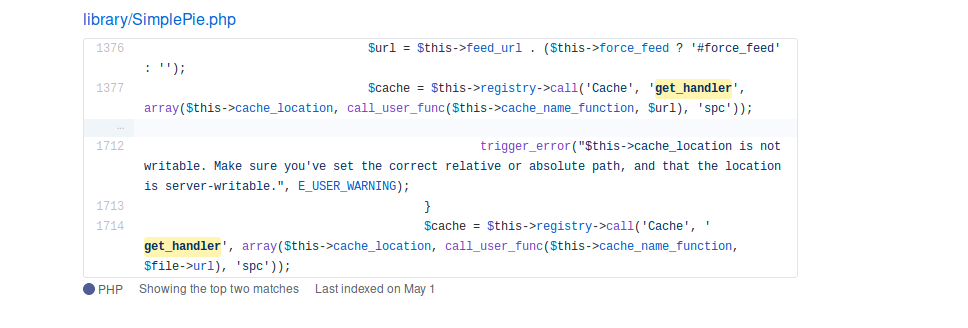 library/SimplePie.php
1376 $url = $this->feed_url . ($this->force_feed ? '#force_feed'
: '');
1377 $cache = $this->registry->call('Cache', 'get_handler',
array($this->cache_location, call_user_func($this->cache_name_function, $url), 'spc'));
…
1712 trigger_error("$this->cache_location is not
writable. Make sure you've set the correct relative or absolute path, and that the location
is server-writable.", E_USER_WARNING);
1713 }
1714 $cache = $this->registry->call('Cache', '
get_handler', array($this->cache_location, call_user_func($this->cache_name_function,
$file->url), 'spc'));
PHP Showing the top two matches Last indexed on May 1